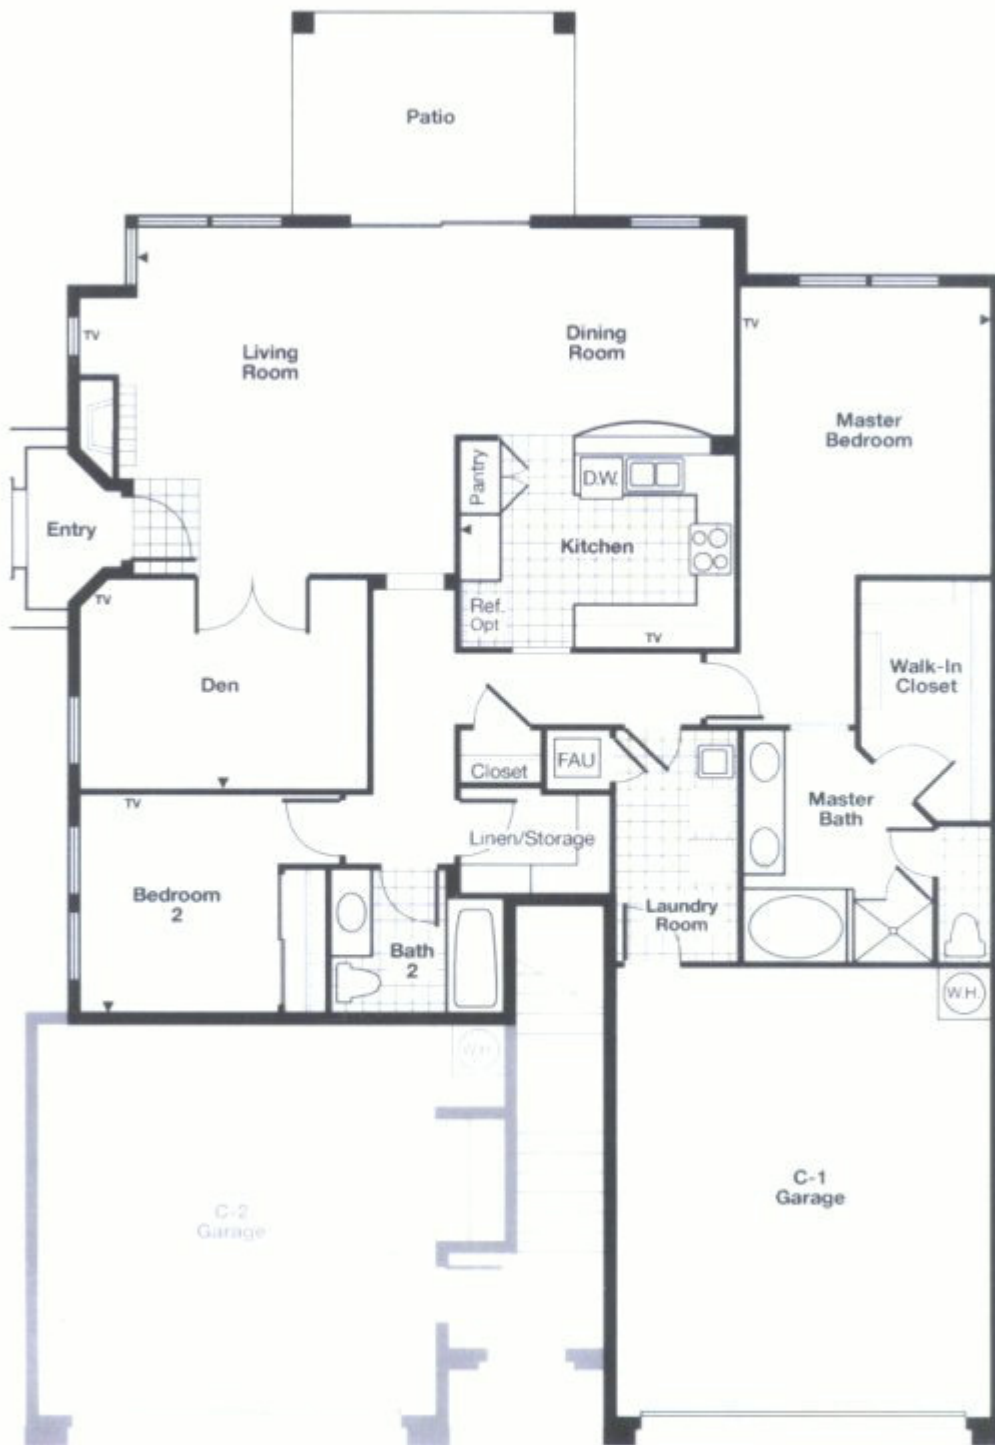 Patio
TV
Living
Room
Dining
Room
TV
Master
Bedroom
Pantry
D.W.
Entry
Kitchen
TV
Ref.
Opt
TV
Den
Walk-In
Closet
Closet
FAU
TV
Master
Bath
Linen/Storage
Bedroom
2
Laundry
Room
Bath
2
W.H.
W.H.
C-2
Garage
C-1
Garage